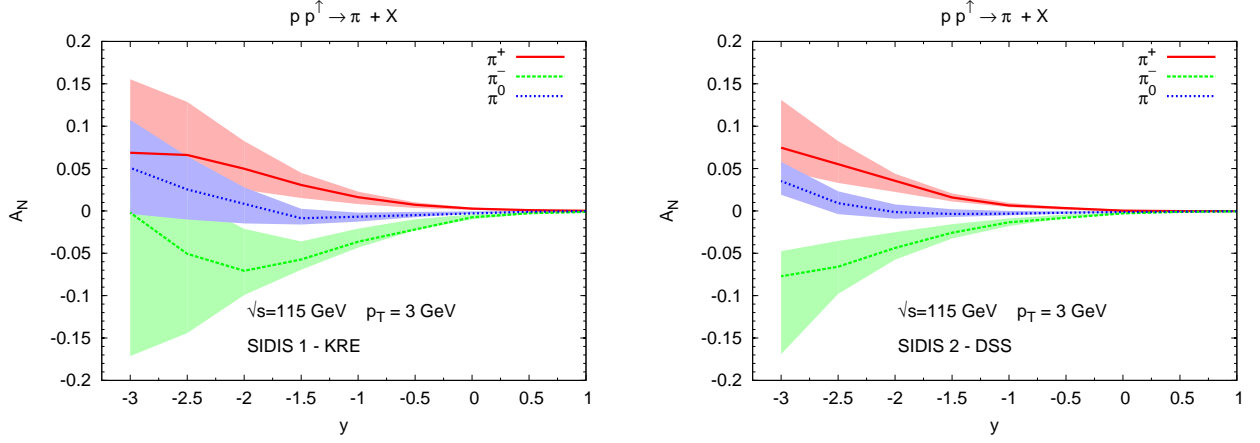 p p↑ → π + X
A_N
0.2
0.15
0.1
0.05
0
-0.05
-0.1
-0.15
-0.2
π+
π−
π0
√s=115 GeV p_T = 3 GeV
SIDIS 1 - KRE
-3 -2.5 -2 -1.5 -1 -0.5 0 0.5 1
y
p p↑ → π + X
A_N
0.2
0.15
0.1
0.05
0
-0.05
-0.1
-0.15
-0.2
π+
π−
π0
√s=115 GeV p_T = 3 GeV
SIDIS 2 - DSS
-3 -2.5 -2 -1.5 -1 -0.5 0 0.5 1
y